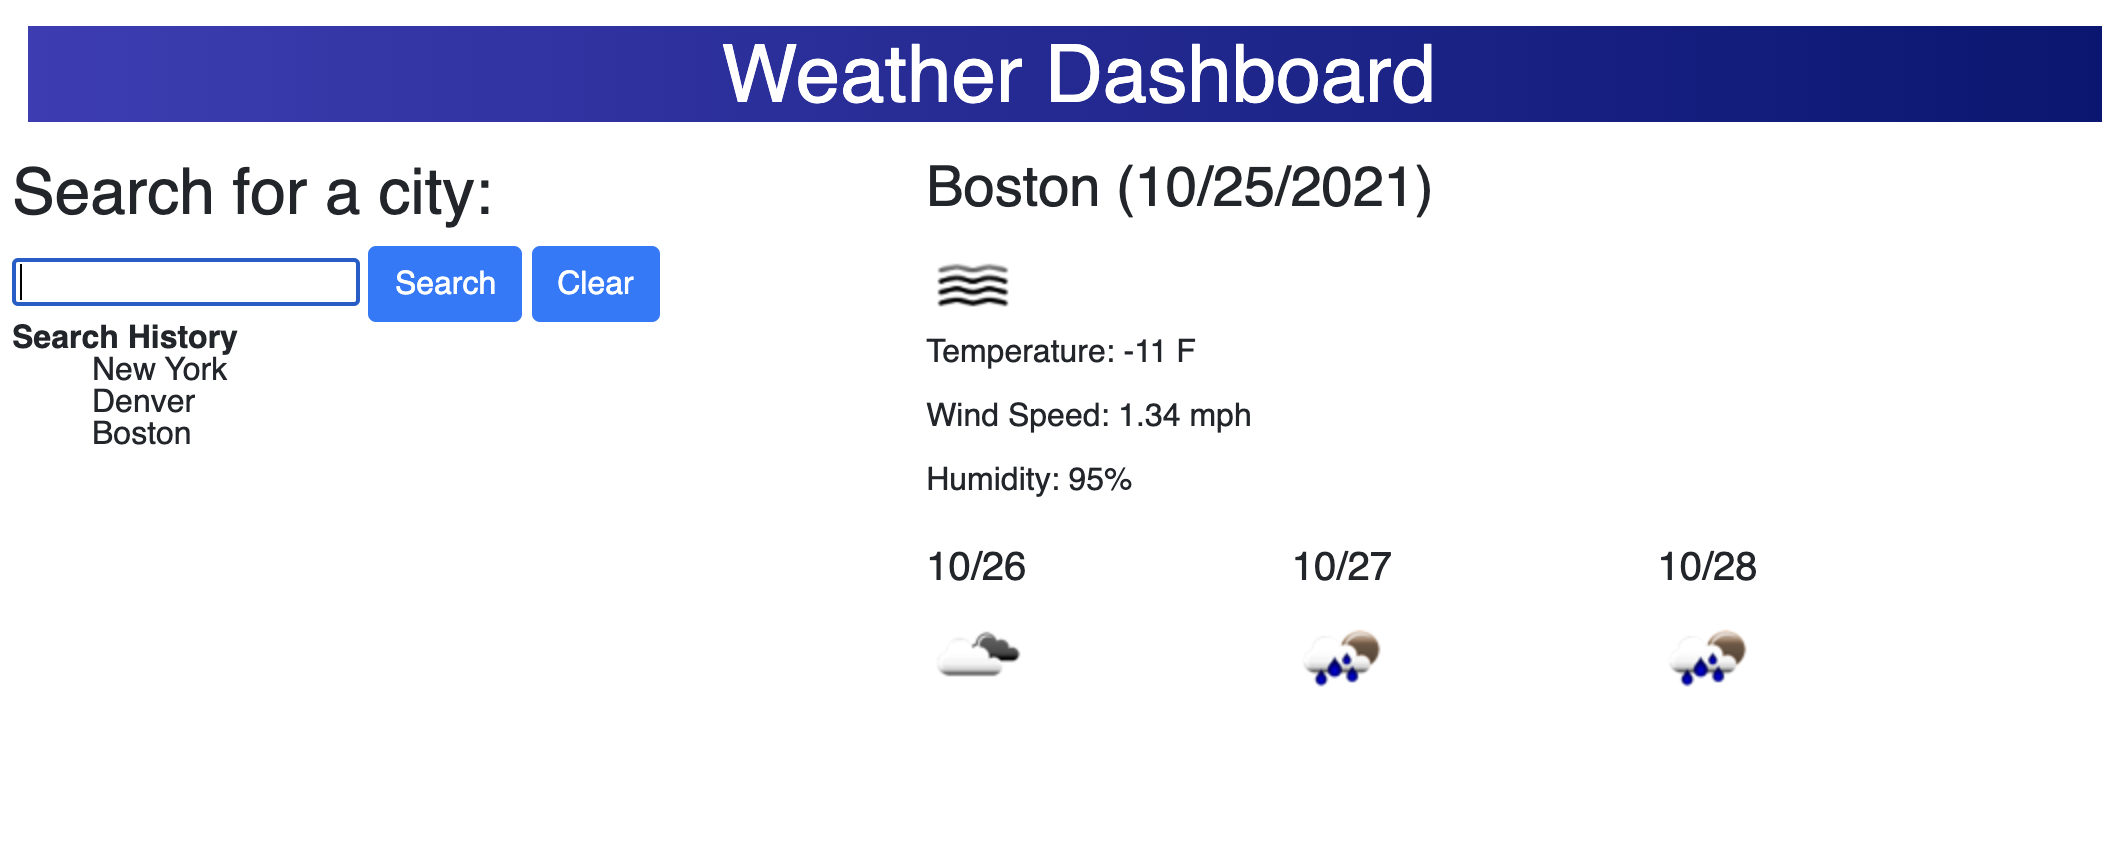 Weather Dashboard
Search for a city:
Search Clear
Search History
New York
Denver
Boston
Boston (10/25/2021)
Temperature: -11 F
Wind Speed: 1.34 mph
Humidity: 95%
10/26 10/27 10/28